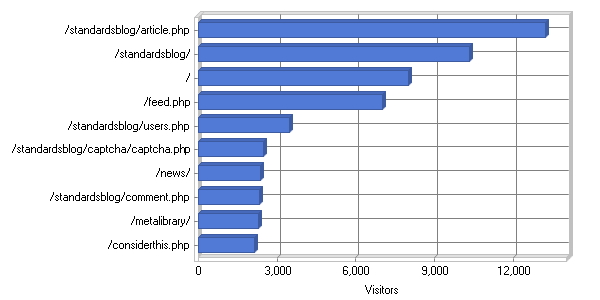 /standardsblog/article.php
/standardsblog/
/
/feed.php
/standardsblog/users.php
/standardsblog/captcha/captcha.php
/news/
/standardsblog/comment.php
/metalibrary/
/considerthis.php
0 3,000 6,000 9,000 12,000
Visitors